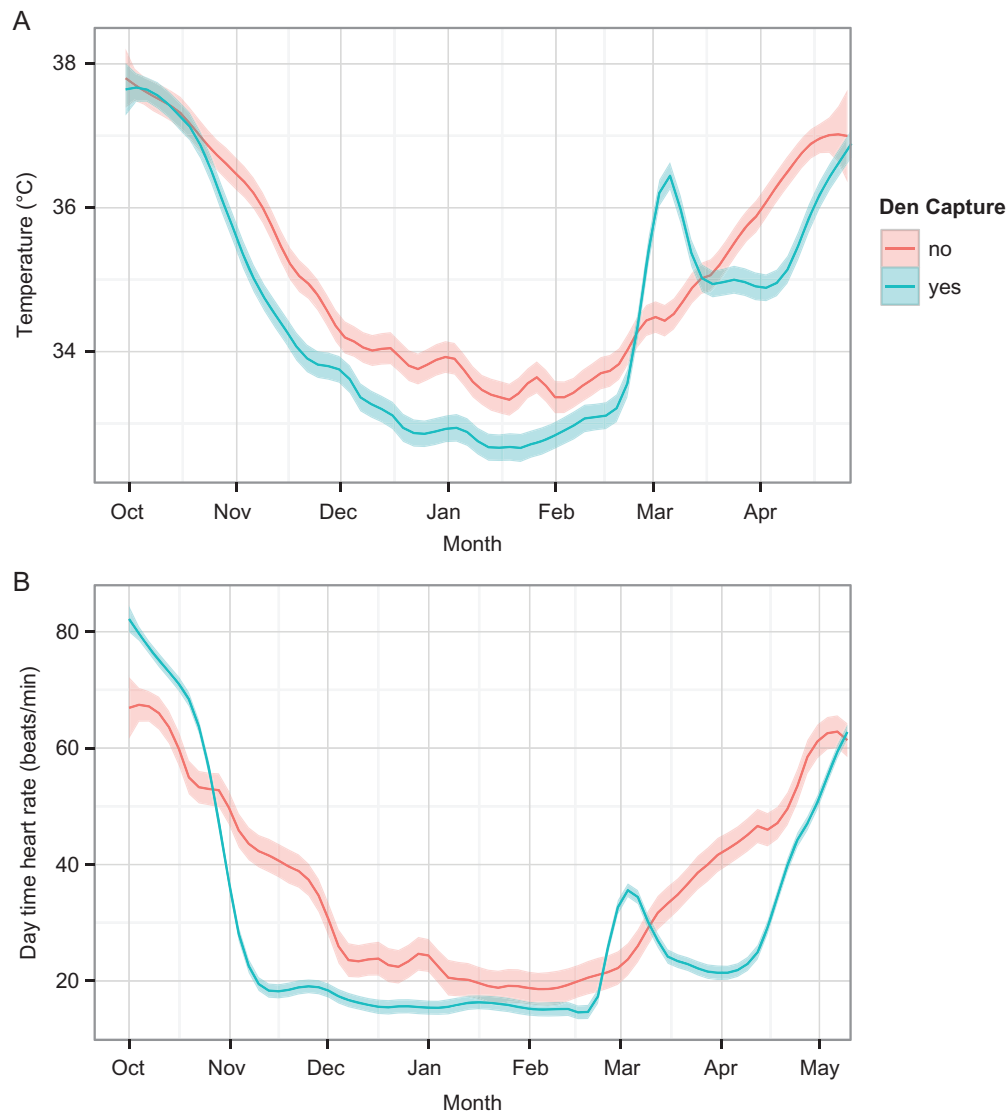 A
38
36
34
Temperature (°C)
Oct Nov Dec Jan Feb Mar Apr
Month
Den Capture
no
yes
B
80
60
40
20
Day time heart rate (beats/min)
Oct Nov Dec Jan Feb Mar Apr May
Month